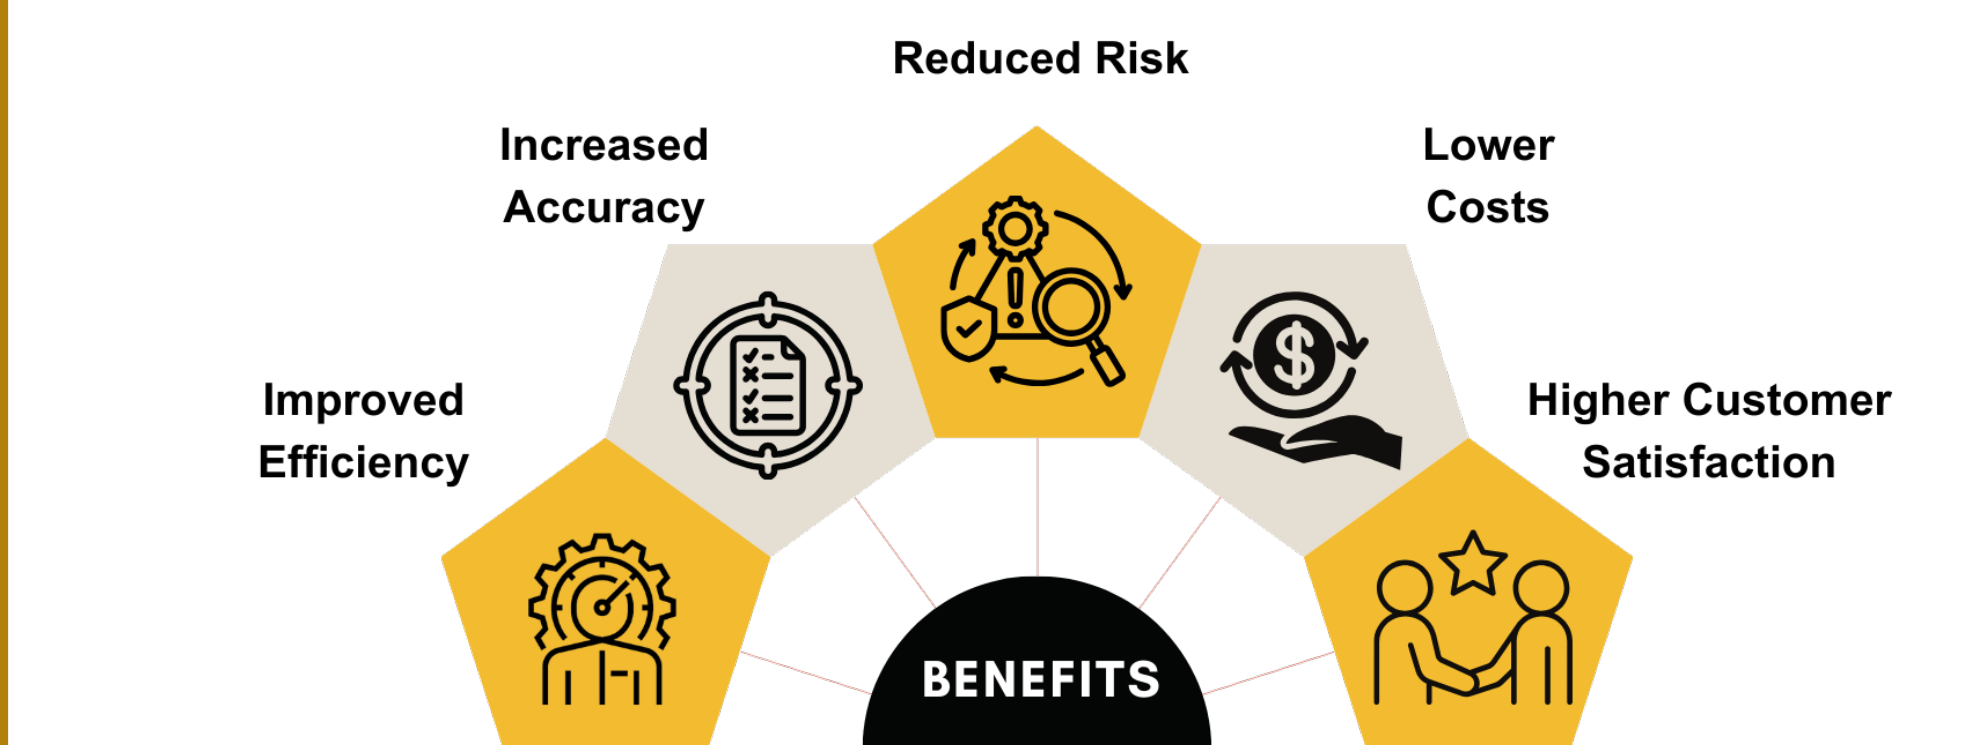 Reduced Risk
Increased
Accuracy
Lower
Costs
Improved
Efficiency
Higher Customer
Satisfaction
BENEFITS